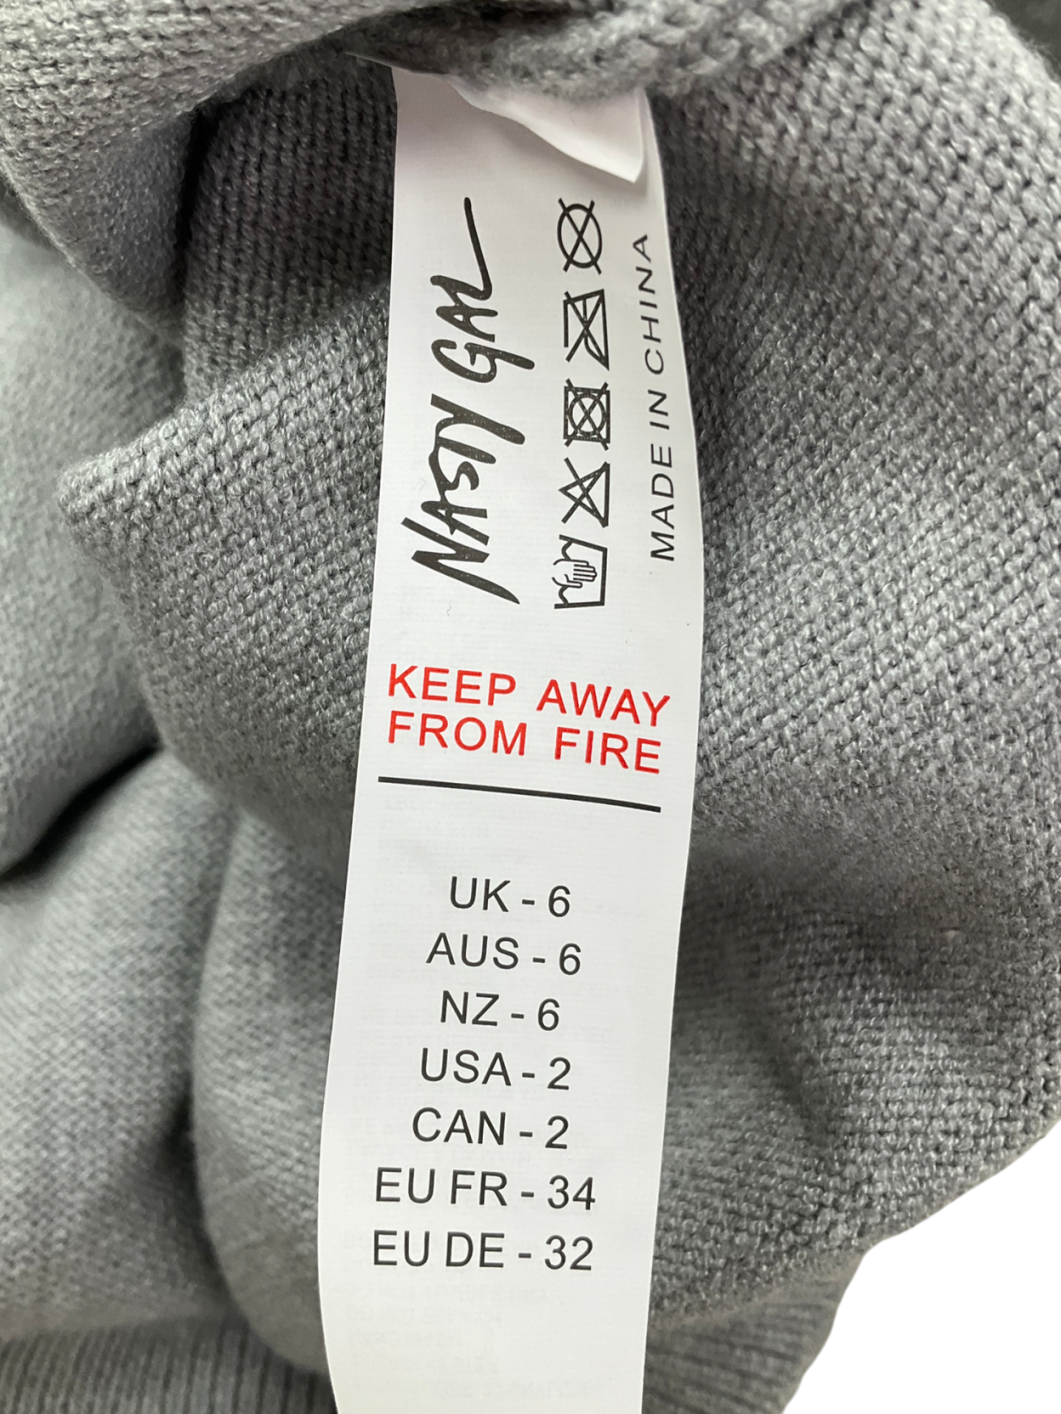 NASTY GAL
MADE IN CHINA
KEEP AWAY
FROM FIRE
UK - 6
AUS - 6
NZ - 6
USA - 2
CAN - 2
EU FR - 34
EU DE - 32